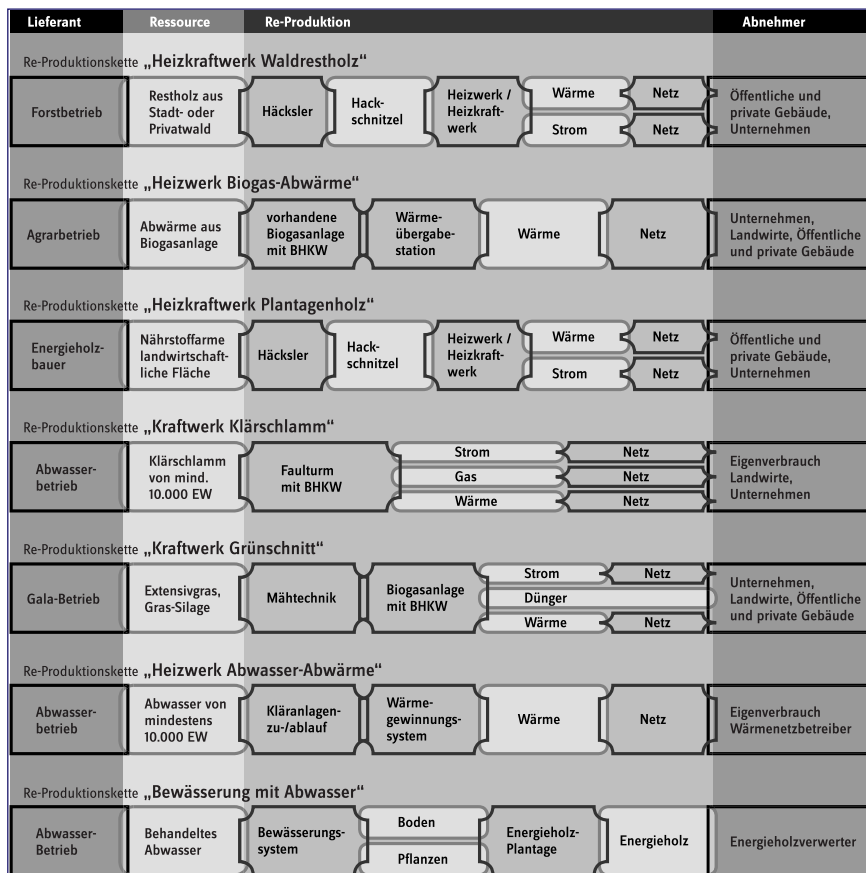 Lieferant Ressource Re-Produktion Abnehmer
Re-Produktionskette „Heizkraftwerk Waldrestholz“
Forstbetrieb
Restholz aus
Stadt- oder
Privatwald
Häcksler
Hack-
schnitzel
Heizwerk /
Heizkraft-
werk
Wärme
Netz
Strom
Netz
Öffentliche und
private Gebäude,
Unternehmen
Re-Produktionskette „Heizwerk Biogas-Abwärme“
Agrarbetrieb
Abwärme aus
Biogasanlage
vorhandene
Biogasanlage
mit BHKW
Wärme-
übergabe-
station
Wärme
Netz
Unternehmen,
Landwirte, Öffentliche
und private Gebäude
Re-Produktionskette „Heizkraftwerk Plantagenholz“
Energieholz-
bauer
Nährstoffarme
landwirtschaft-
liche Fläche
Häcksler
Hack-
schnitzel
Heizwerk /
Heizkraft-
werk
Wärme
Netz
Strom
Netz
Öffentliche und
private Gebäude,
Unternehmen
Re-Produktionskette „Kraftwerk Klärschlamm“
Abwasser-
betrieb
Klärschlamm
von mind.
10.000 EW
Faulturm
mit BHKW
Strom
Netz
Gas
Netz
Wärme
Netz
Eigenverbrauch
Landwirte,
Unternehmen
Re-Produktionskette „Kraftwerk Grünschnitt“
Gala-Betrieb
Extensivgras,
Gras-Silage
Mähtechnik
Biogasanlage
mit BHKW
Strom
Netz
Dünger
Wärme
Netz
Unternehmen,
Landwirte, Öffentliche
und private Gebäude
Re-Produktionskette „Heizwerk Abwasser-Abwärme“
Abwasser-
betrieb
Abwasser von
mindestens
10.000 EW
Kläranlagen-
zu-/ablauf
Wärme-
gewinnungs-
system
Wärme
Netz
Eigenverbrauch
Wärmenetzbetreiber
Re-Produktionskette „Bewässerung mit Abwasser“
Abwasser-
Betrieb
Behandeltes
Abwasser
Bewässerungs-
system
Boden
Pflanzen
Energieholz-
Plantage
Energieholz
Energieholzverwerter